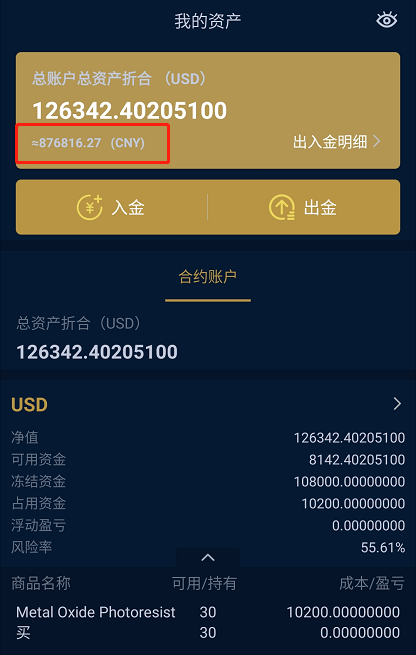 我的资产
总账户总资产折合 （USD）
126342.40205100
≈876816.27 (CNY)
出入金明细
入金
出金
合约账户
总资产折合（USD）
126342.40205100
USD
净值 126342.40205100
可用资金 8142.40205100
冻结资金 108000.00000000
占用资金 10200.00000000
浮动盈亏 0.00000000
风险率 55.61%
商品名称 可用/持有 成本/盈亏
Metal Oxide Photoresist 30 10200.00000000
买 30 0.00000000